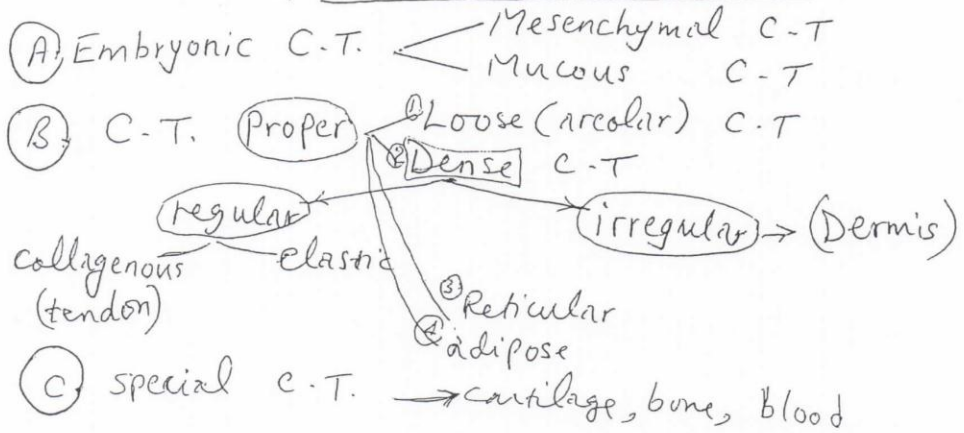 Mesenchymal C-T
(A) Embryonic C.T.
Mucous C-T
(B) C-T. Proper ① Loose (areolar) C.T
② Dense C-T
regular irregular → (Dermis)
collagenous elastic
(tendon)
③ Reticular
④ adipose
(C) special C.T. → cartilage, bone, blood